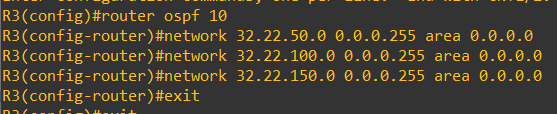 R3(config)#router ospf 10
R3(config-router)#network 32.22.50.0 0.0.0.255 area 0.0.0.0
R3(config-router)#network 32.22.100.0 0.0.0.255 area 0.0.0.0
R3(config-router)#network 32.22.150.0 0.0.0.255 area 0.0.0.0
R3(config-router)#exit
R3(config)#exit